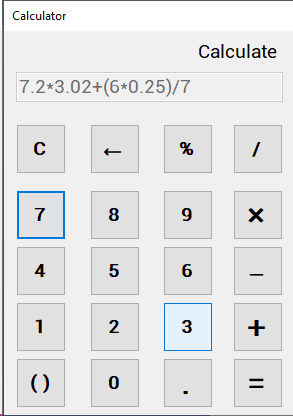 Calculator
Calculate
7.2*3.02+(6*0.25)/7
C ← % /
7 8 9 ×
4 5 6 –
1 2 3 +
() 0 . =